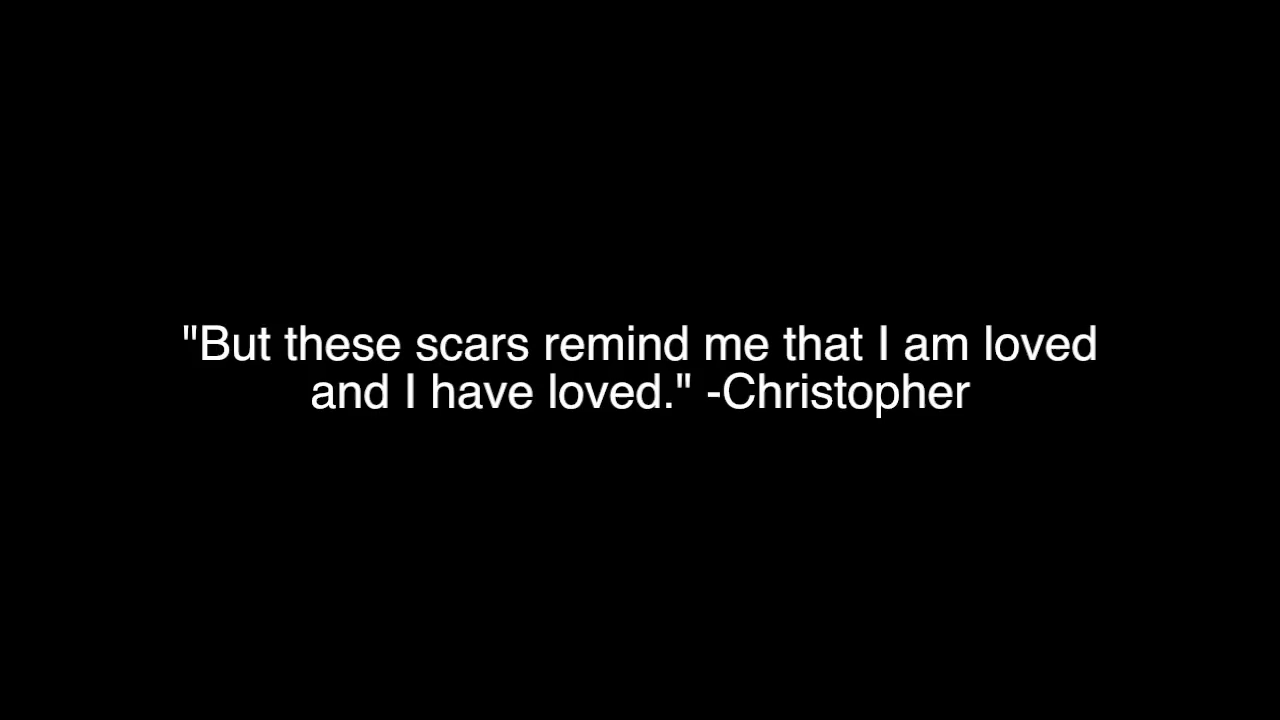 "But these scars remind me that I am loved
and I have loved." -Christopher